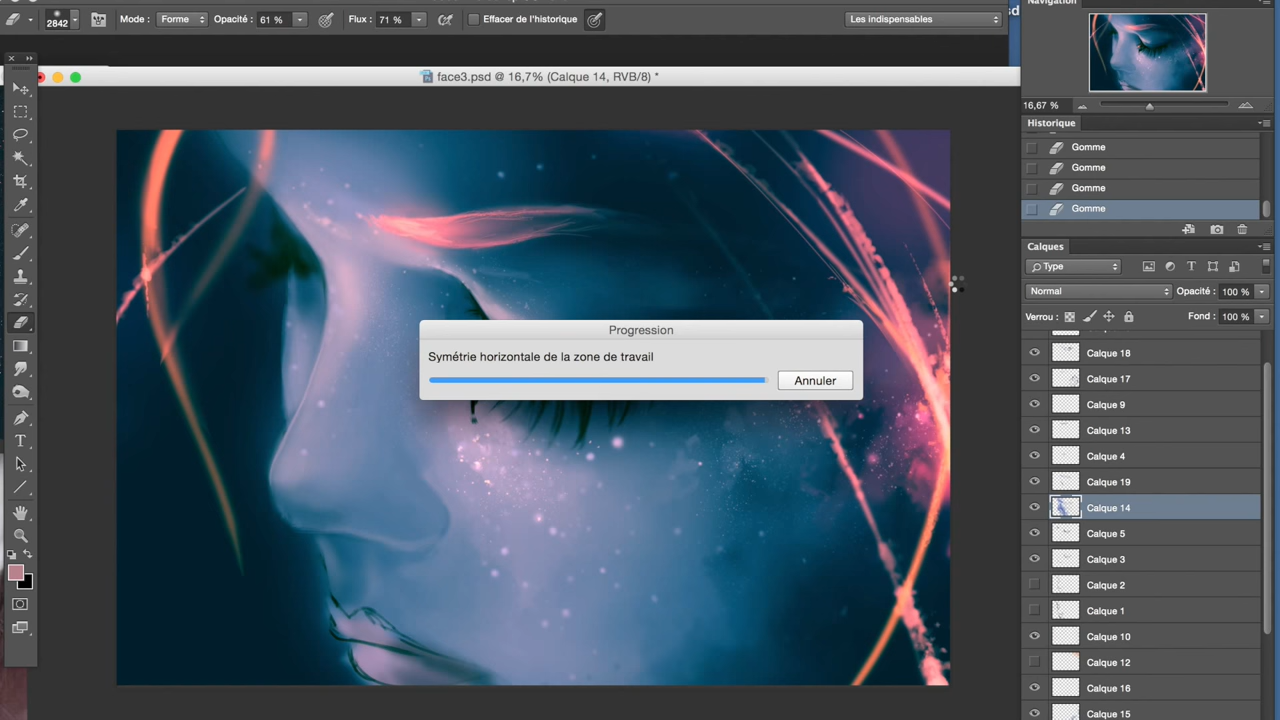 Mode : Forme Opacité : 61 % Flux : 71 % Effacer de l'historique Les indispensables
2842
sd
Navigation
face3.psd @ 16,7% (Calque 14, RVB/8) *
16,67 %
Historique
Gomme
Gomme
Gomme
Gomme
Calques
Type
Normal Opacité : 100 %
Verrou : Fond : 100 %
Progression
Symétrie horizontale de la zone de travail
Annuler
Calque 18
Calque 17
Calque 9
Calque 13
Calque 4
Calque 19
Calque 14
Calque 5
Calque 3
Calque 2
Calque 1
Calque 10
Calque 12
Calque 16
Calque 15